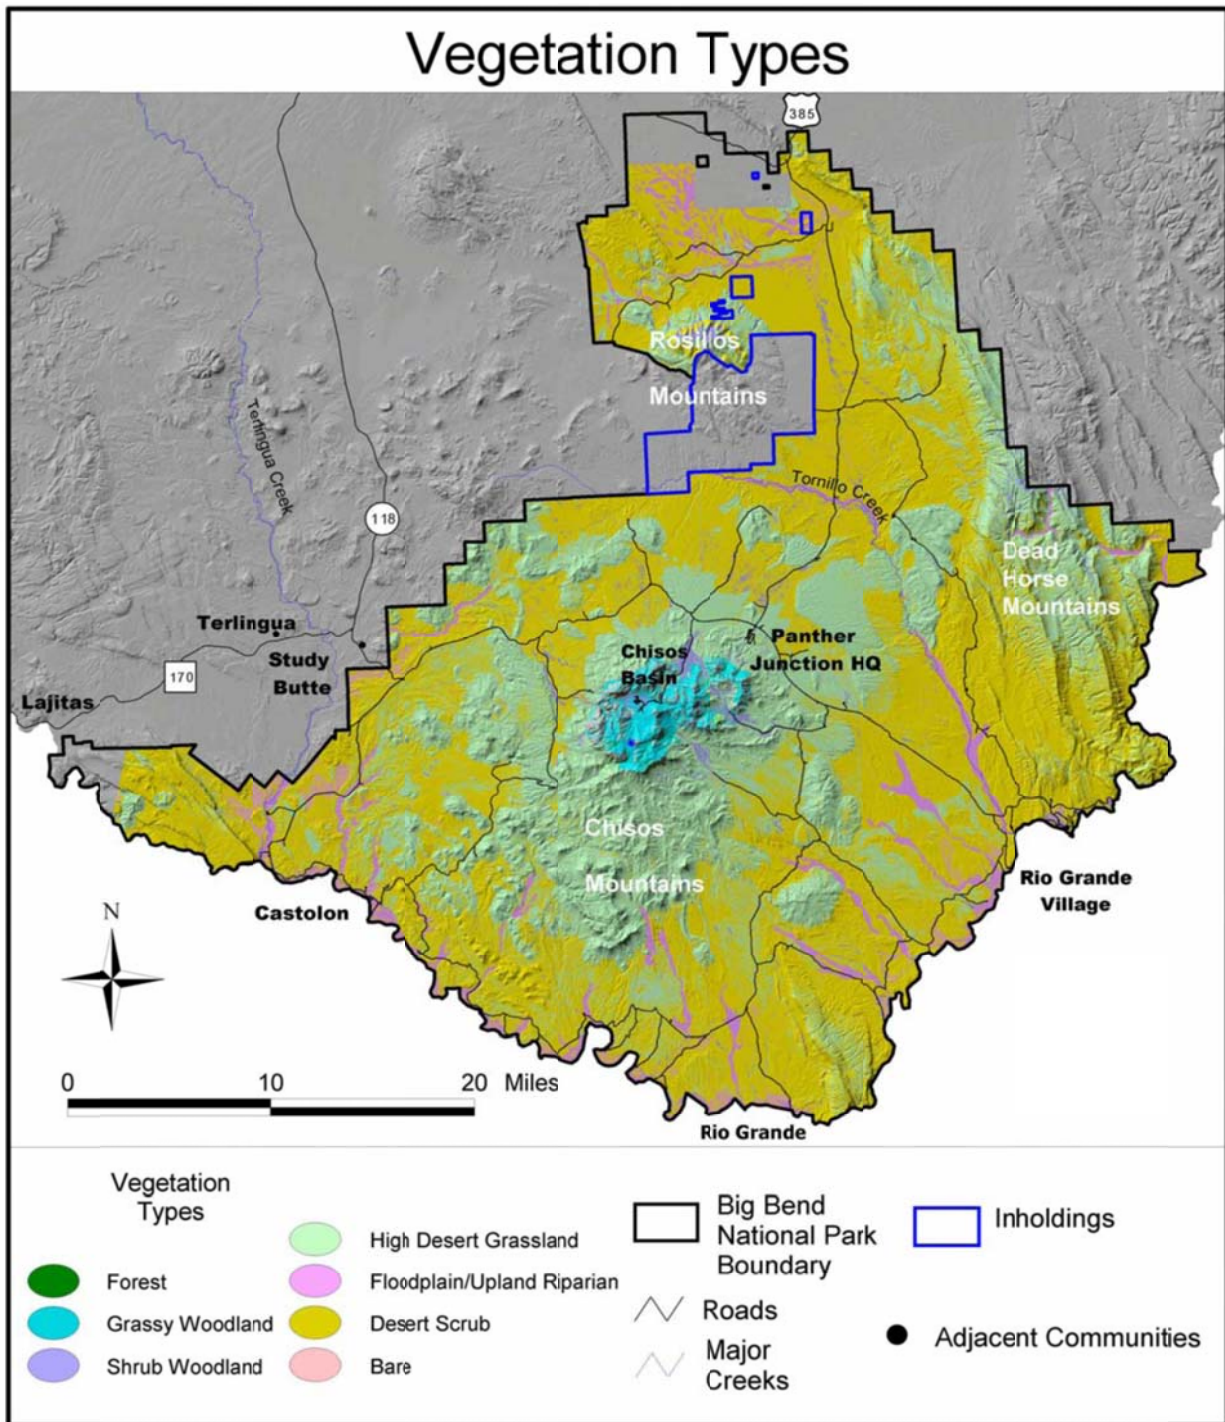 Vegetation Types
385
Rosillos
Mountains
Terlingua Creek
Tornillo Creek
118
Dead
Horse
Mountains
Terlingua
Study
Butte
170
Lajitas
Chisos
Basin
Panther
Junction HQ
Chisos
Mountains
Castolon
Rio Grande
Village
N
0 10 20 Miles
Rio Grande
Vegetation
Types
Forest
Grassy Woodland
Shrub Woodland
High Desert Grassland
Floodplain/Upland Riparian
Desert Scrub
Bare
Big Bend
National Park
Boundary
Roads
Major
Creeks
Inholdings
Adjacent Communities